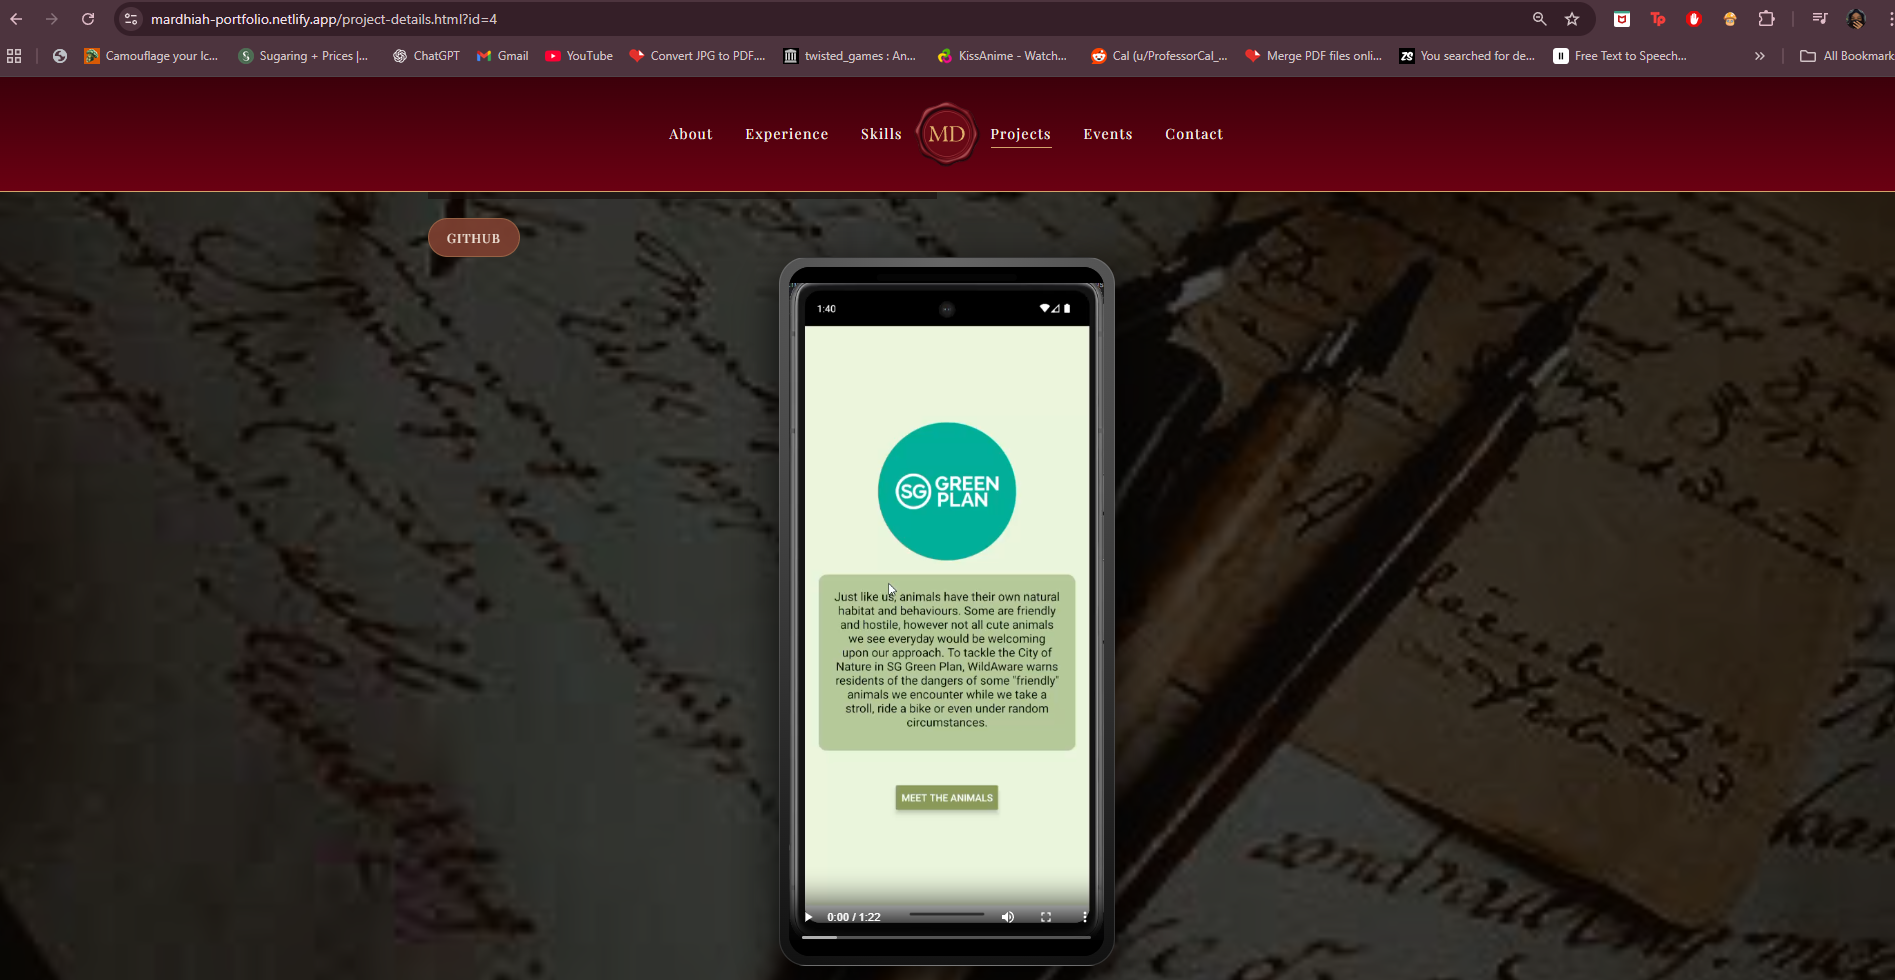 mardhiah-portfolio.netlify.app/project-details.html?id=4
Camouflage your Ic...
Sugaring + Prices |...
ChatGPT
Gmail
YouTube
Convert JPG to PDF....
twisted_games : An...
KissAnime - Watch...
Cal (u/ProfessorCal_...
Merge PDF files onli...
You searched for de...
Free Text to Speech...
All Bookmark
About
Experience
Skills
MD
Projects
Events
Contact
GITHUB
1:40
SG GREEN
PLAN
Just like us, animals have their own natural
habitat and behaviours. Some are friendly
and hostile, however not all cute animals
we see everyday would be welcoming
upon our approach. To tackle the City of
Nature in SG Green Plan, WildAware warns
residents of the dangers of some "friendly"
animals we encounter while we take a
stroll, ride a bike or even under random
circumstances.
MEET THE ANIMALS
0:00 / 1:22